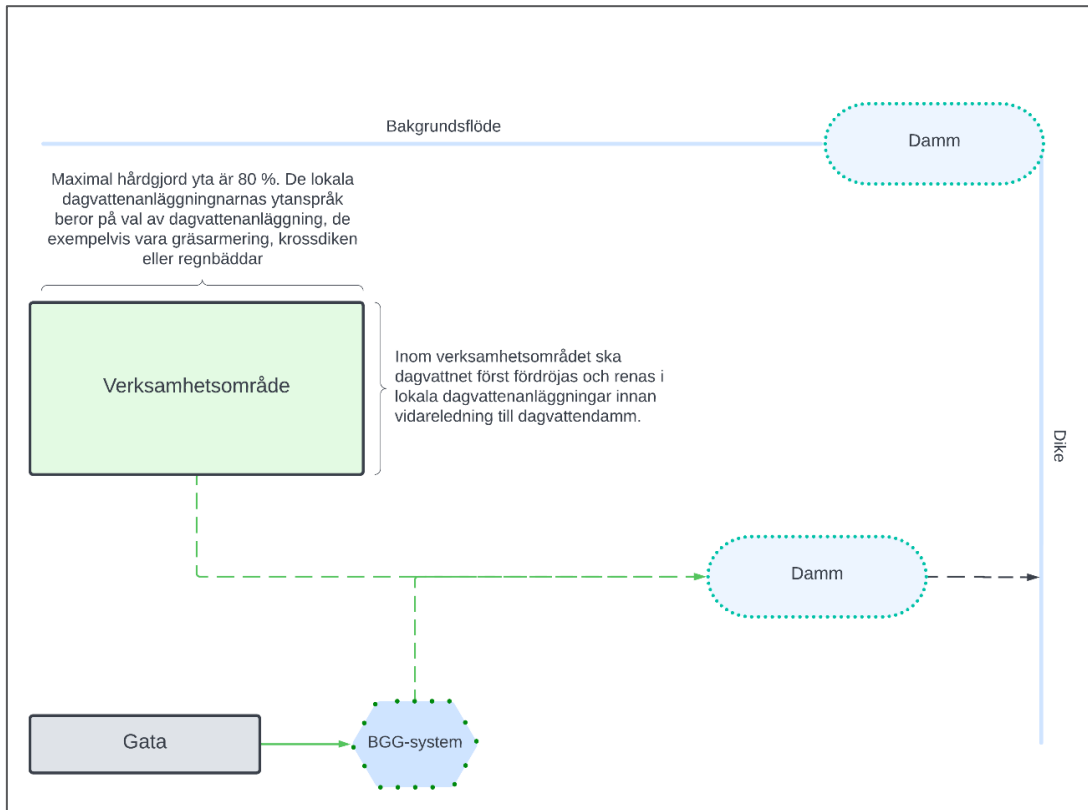 Bakgrundsflöde
Damm
Maximal hårdgjord yta är 80 %. De lokala
dagvattenanläggningnarnas ytanspråk
beror på val av dagvattenanläggning, de
exempelvis vara gräsarmering, krossdiken
eller regnbäddar
Verksamhetsområde
Inom verksamhetsområdet ska
dagvattnet först fördröjas och renas i
lokala dagvattenanläggningar innan
vidareledning till dagvattendamm.
Dike
Damm
Gata
BGG-system